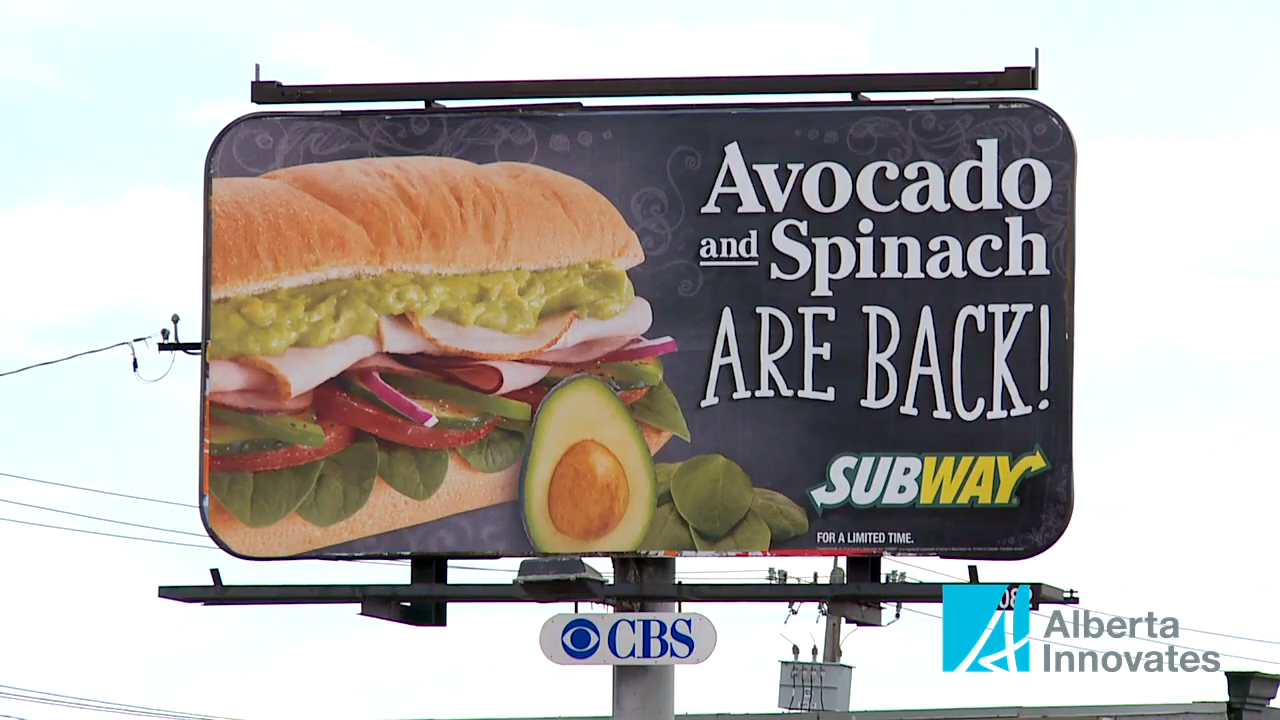 Avocado
and Spinach
ARE BACK!
SUBWAY
FOR A LIMITED TIME.
CBS
Alberta
Innovates